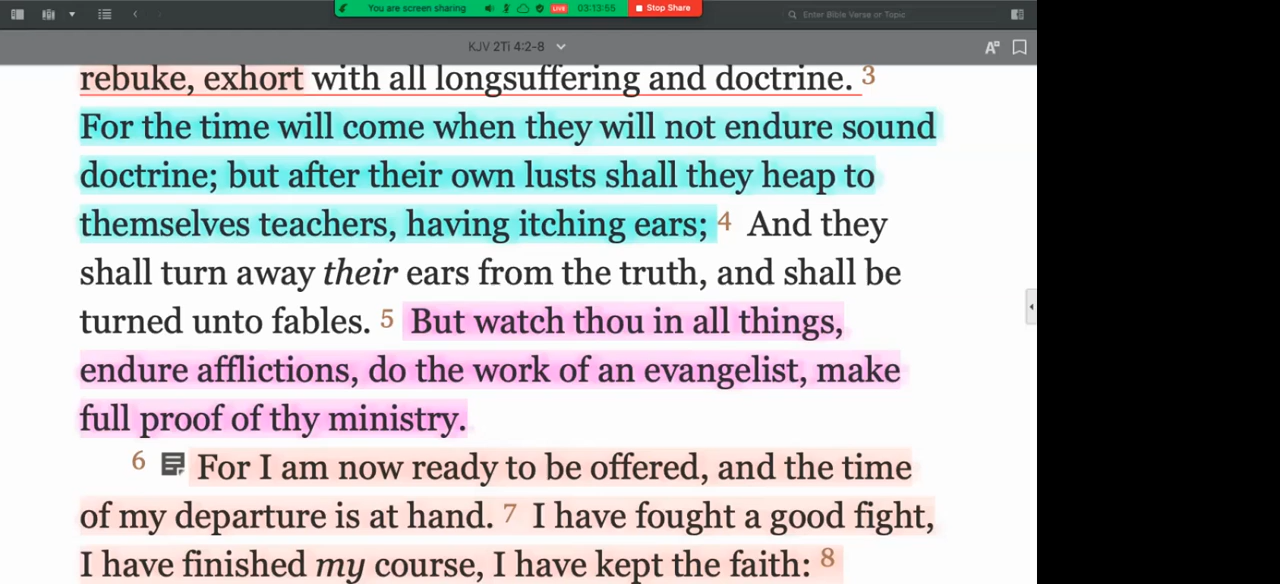 You are screen sharing LIVE 03:13:55 Stop Share
Enter Bible Verse or Topic
KJV 2Ti 4:2-8
rebuke, exhort with all longsuffering and doctrine. 3
For the time will come when they will not endure sound
doctrine; but after their own lusts shall they heap to
themselves teachers, having itching ears; 4 And they
shall turn away their ears from the truth, and shall be
turned unto fables. 5 But watch thou in all things,
endure afflictions, do the work of an evangelist, make
full proof of thy ministry.
6 For I am now ready to be offered, and the time
of my departure is at hand. 7 I have fought a good fight,
I have finished my course, I have kept the faith: 8